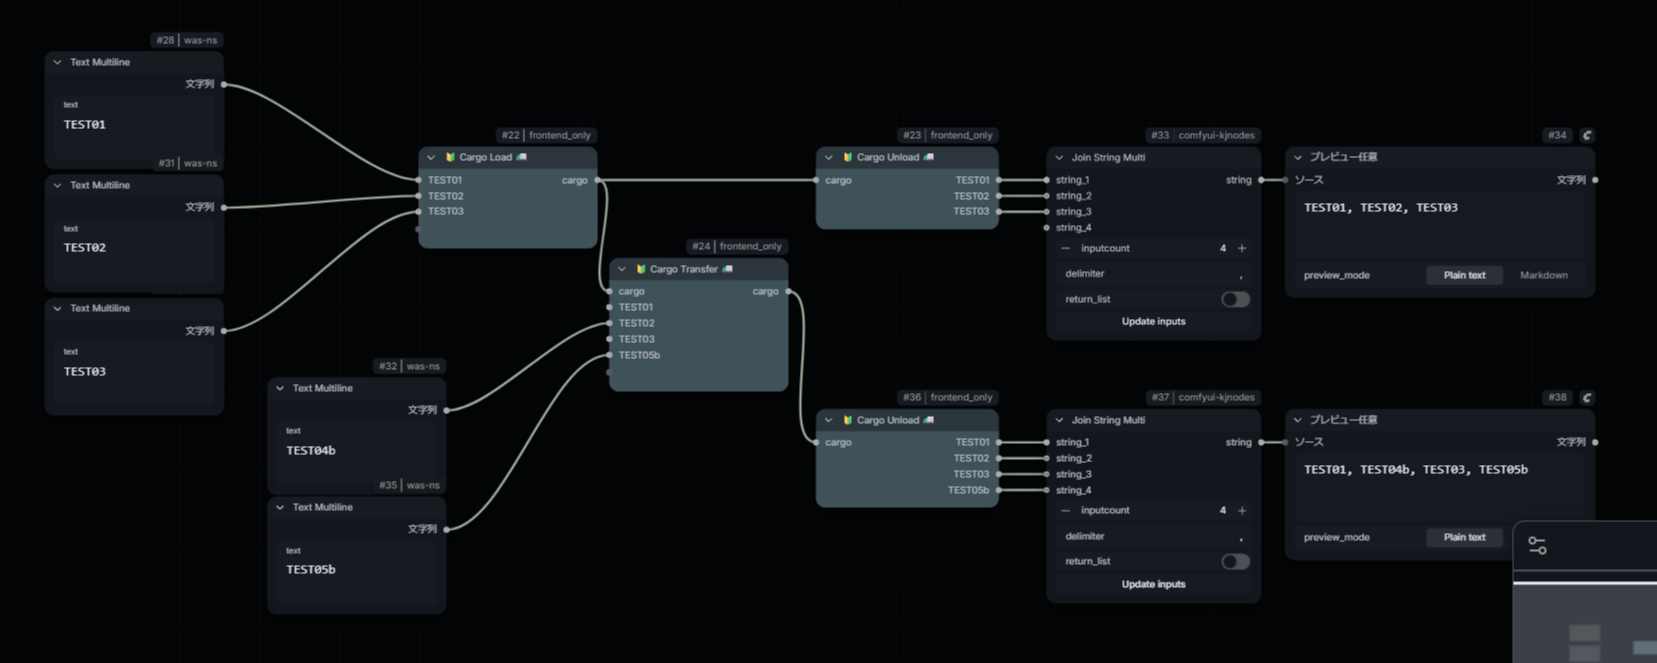 #28 | was-ns
Text Multiline
文字列
text
TEST01
#31 | was-ns
Text Multiline
文字列
text
TEST02
Text Multiline
文字列
text
TEST03
#32 | was-ns
Text Multiline
文字列
text
TEST04b
#35 | was-ns
Text Multiline
文字列
text
TEST05b
#22 | frontend_only
Cargo Load
TEST01 cargo
TEST02
TEST03
#24 | frontend_only
Cargo Transfer
cargo cargo
TEST01
TEST02
TEST03
TEST05b
#23 | frontend_only
Cargo Unload
cargo TEST01
TEST02
TEST03
#33 | comfyui-kjnodes
Join String Multi
string_1 string
string_2
string_3
string_4
inputcount 4
delimiter ,
return_list
Update inputs
#34
プレビュー任意
ソース 文字列
TEST01, TEST02, TEST03
preview_mode Plain text Markdown
#36 | frontend_only
Cargo Unload
cargo TEST01
TEST02
TEST03
TEST05b
#37 | comfyui-kjnodes
Join String Multi
string_1 string
string_2
string_3
string_4
inputcount 4
delimiter ,
return_list
Update inputs
#38
プレビュー任意
ソース 文字列
TEST01, TEST04b, TEST03, TEST05b
preview_mode Plain text